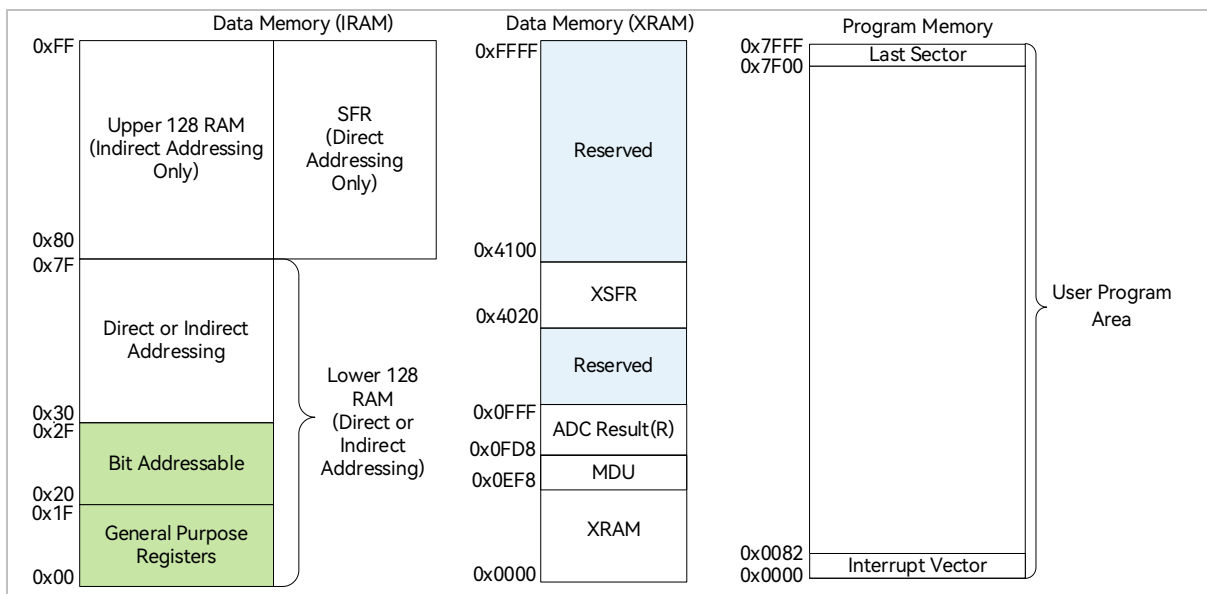 Data Memory (IRAM)
0xFF
Upper 128 RAM
(Indirect Addressing
Only)
SFR
(Direct
Addressing
Only)
0x80
0x7F
Direct or Indirect
Addressing
Lower 128
RAM
(Direct or
Indirect
Addressing)
0x30
0x2F
Bit Addressable
0x20
0x1F
General Purpose
Registers
0x00
Data Memory (XRAM)
0xFFFF
Reserved
0x4100
XSFR
0x4020
Reserved
0x0FFF
ADC Result(R)
0x0FD8
MDU
0x0EF8
XRAM
0x0000
Program Memory
0x7FFF
Last Sector
0x7F00
User Program
Area
0x0082
Interrupt Vector
0x0000